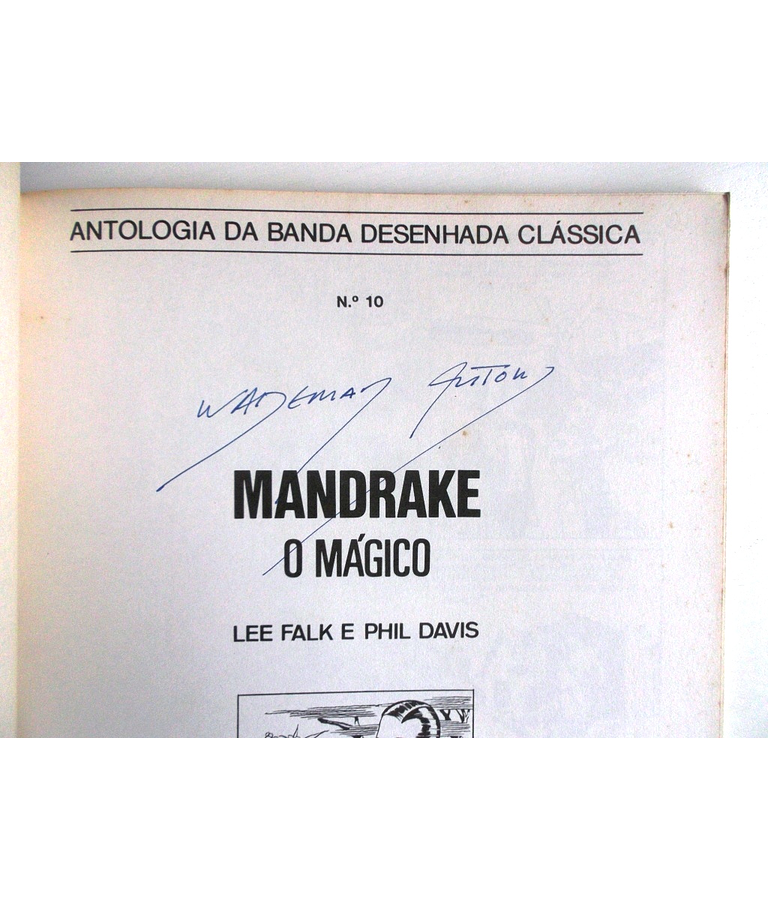 ANTOLOGIA DA BANDA DESENHADA CLÁSSICA
N.º 10
MANDRAKE
O MÁGICO
LEE FALK E PHIL DAVIS